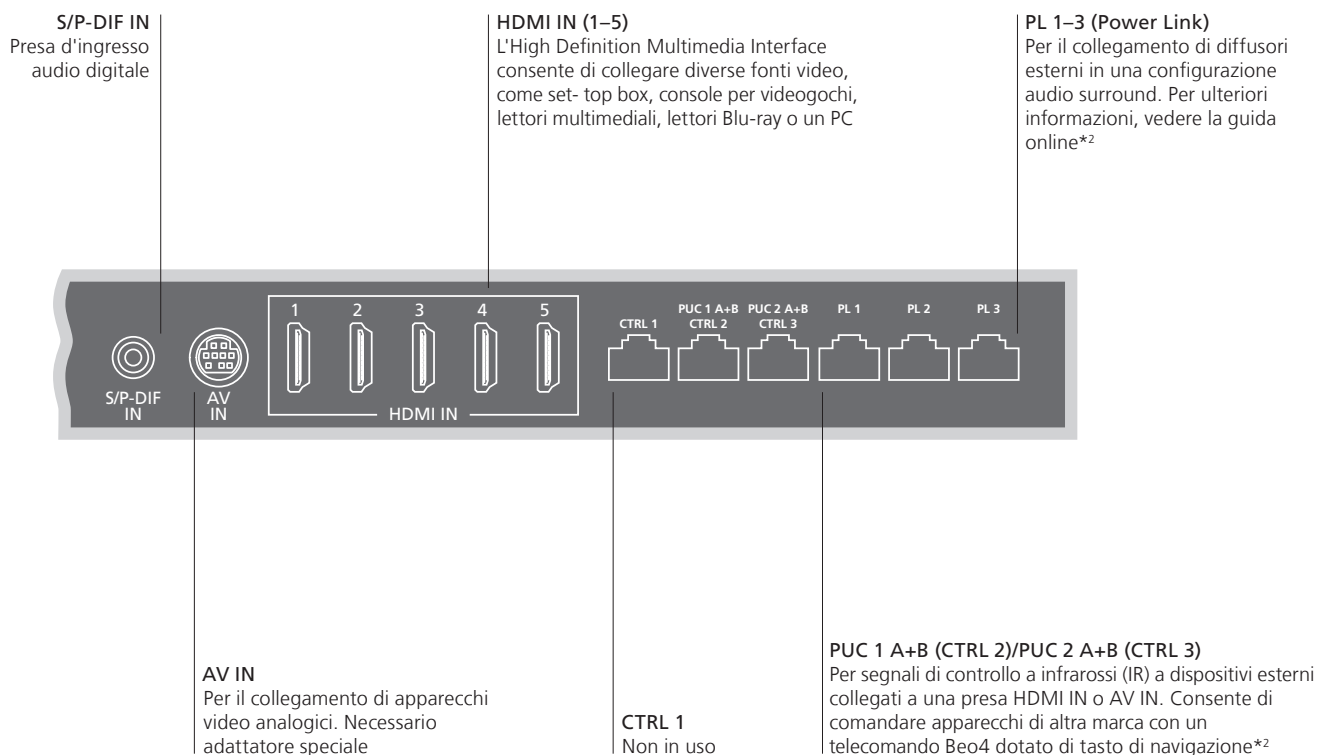 S/P-DIF IN
Presa d'ingresso
audio digitale
HDMI IN (1–5)
L'High Definition Multimedia Interface
consente di collegare diverse fonti video,
come set- top box, console per videogochi,
lettori multimediali, lettori Blu-ray o un PC
PL 1–3 (Power Link)
Per il collegamento di diffusori
esterni in una configurazione
audio surround. Per ulteriori
informazioni, vedere la guida
online*2
S/P-DIF
IN
AV
IN
1 2 3 4 5
HDMI IN
CTRL 1
PUC 1 A+B
CTRL 2
PUC 2 A+B
CTRL 3
PL 1
PL 2
PL 3
AV IN
Per il collegamento di apparecchi
video analogici. Necessario
adattatore speciale
CTRL 1
Non in uso
PUC 1 A+B (CTRL 2)/PUC 2 A+B (CTRL 3)
Per segnali di controllo a infrarossi (IR) a dispositivi esterni
collegati a una presa HDMI IN o AV IN. Consente di
comandare apparecchi di altra marca con un
telecomando Beo4 dotato di tasto di navigazione*2